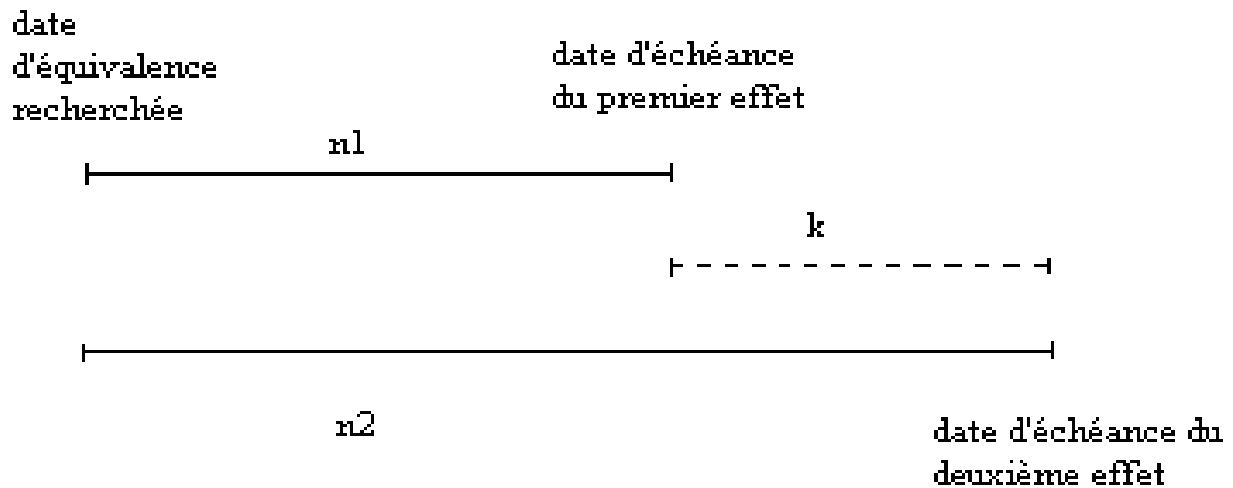 date
d'équivalence
recherchée
date d'échéance
du premier effet
n1
k
n2
date d'échéance du
deuxième effet